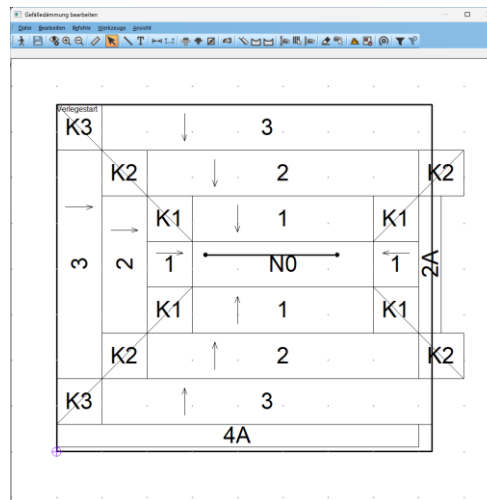 Gefälledämmung bearbeiten
Datei Bearbeiten Befehle Werkzeuge Ansicht
Verlegestart
K3 3
K2 2 K2
K1 1 K1
3 2 1 N0 1 2A
K1 1 K1
K2 2 K2
K3 3
4A